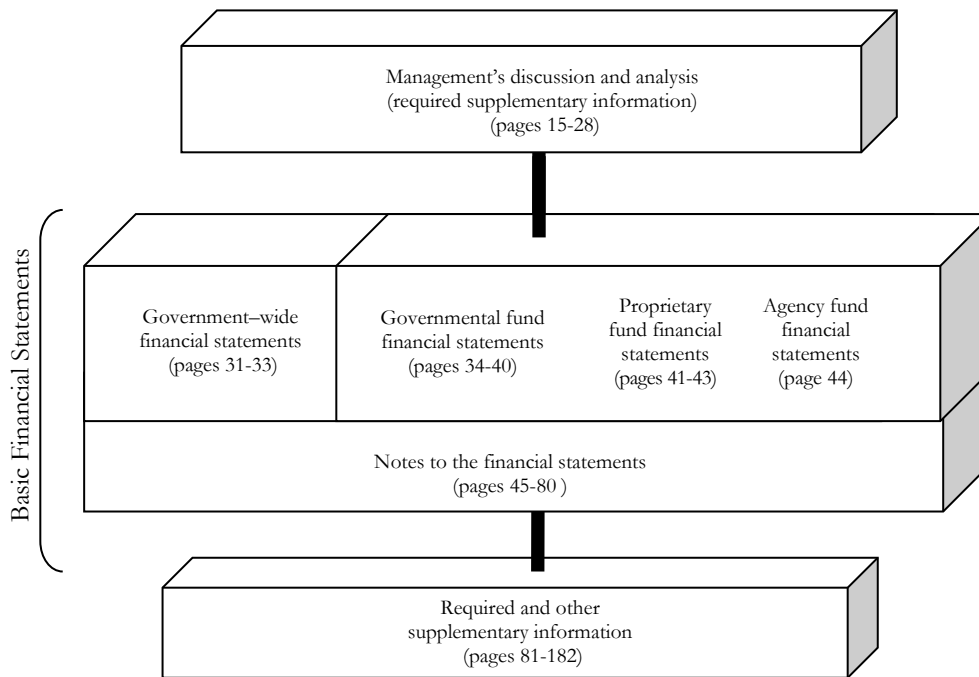 Management’s discussion and analysis
(required supplementary information)
(pages 15-28)
Basic Financial Statements
Government–wide
financial statements
(pages 31-33)
Governmental fund
financial statements
(pages 34-40)
Proprietary
fund financial
statements
(pages 41-43)
Agency fund
financial
statements
(page 44)
Notes to the financial statements
(pages 45-80 )
Required and other
supplementary information
(pages 81-182)